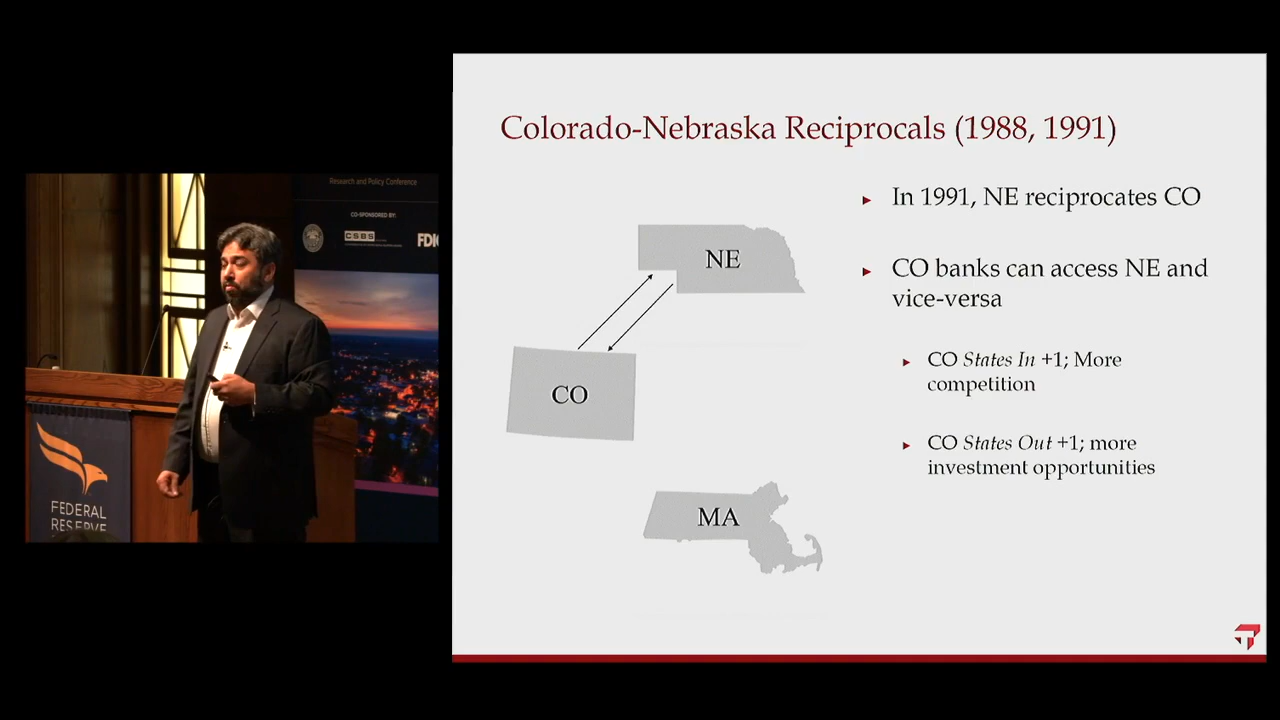 Research and Policy Conference
CO-SPONSORED BY:
CSBS
FDIC
FEDERAL
RESERVE
Colorado-Nebraska Reciprocals (1988, 1991)
NE
CO
MA
► In 1991, NE reciprocates CO
► CO banks can access NE and
vice-versa
► CO States In +1; More
competition
► CO States Out +1; more
investment opportunities
T